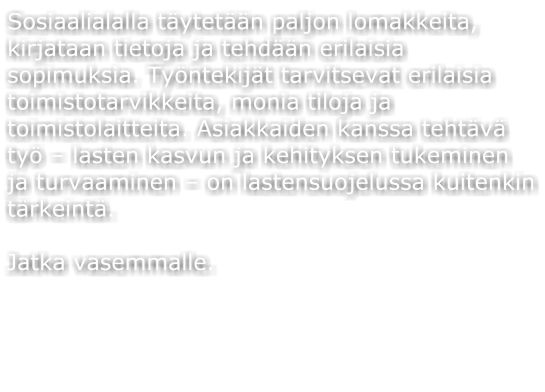 Sosiaalialalla täytetään paljon lomakkeita,
kirjataan tietoja ja tehdään erilaisia
sopimuksia. Työntekijät tarvitsevat erilaisia
toimistotarvikkeita, monia tiloja ja
toimistolaitteita. Asiakkaiden kanssa tehtävä
työ – lasten kasvun ja kehityksen tukeminen
ja turvaaminen – on lastensuojelussa kuitenkin
tärkeintä.
Jatka vasemmalle.